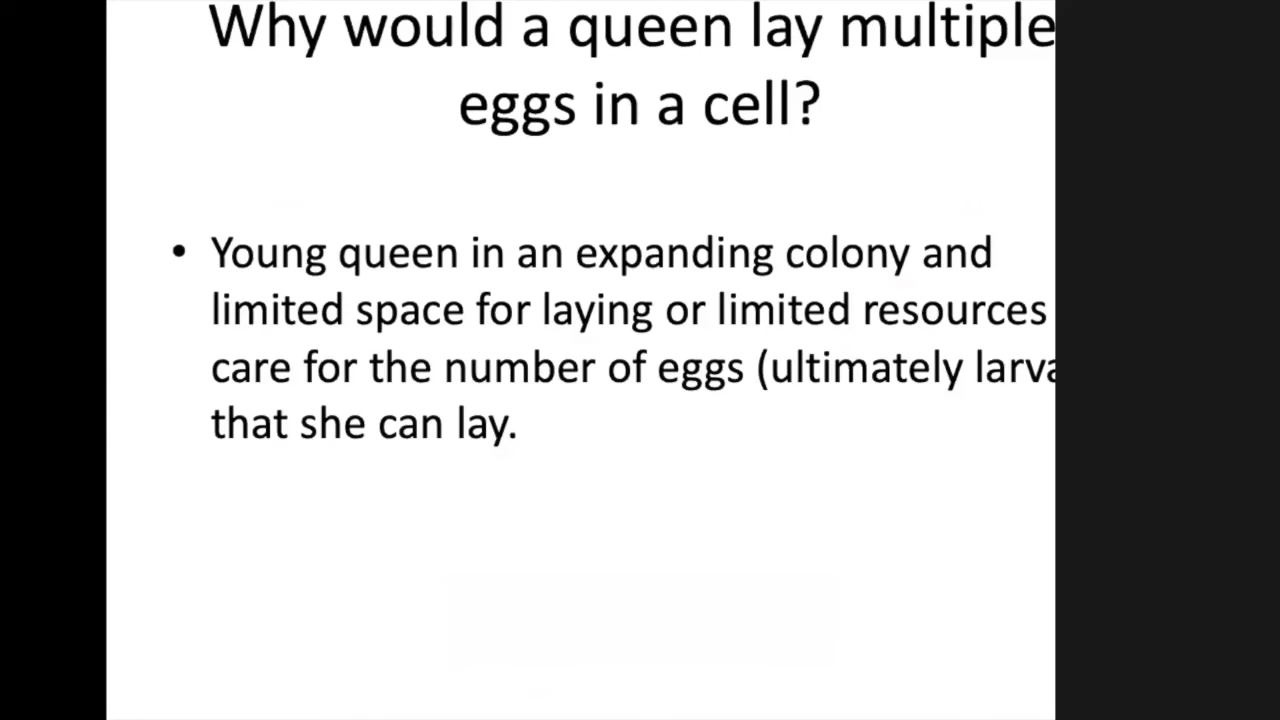 Why would a queen lay multiple
eggs in a cell?
• Young queen in an expanding colony and
limited space for laying or limited resources
care for the number of eggs (ultimately
that she can lay.